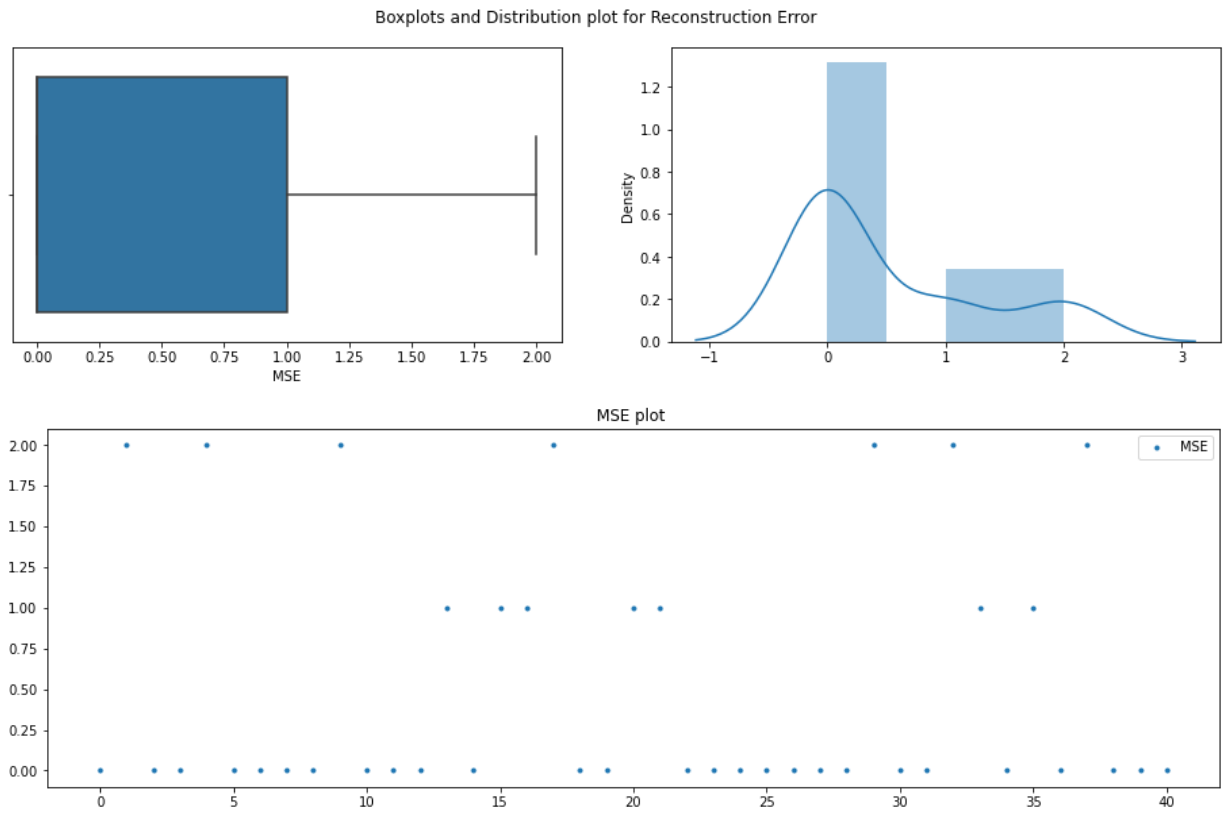 Boxplots and Distribution plot for Reconstruction Error
0.00 0.25 0.50 0.75 1.00 1.25 1.50 1.75 2.00
MSE
Density
1.2
1.0
0.8
0.6
0.4
0.2
0.0
−1 0 1 2 3
MSE plot
MSE
2.00
1.75
1.50
1.25
1.00
0.75
0.50
0.25
0.00
0 5 10 15 20 25 30 35 40